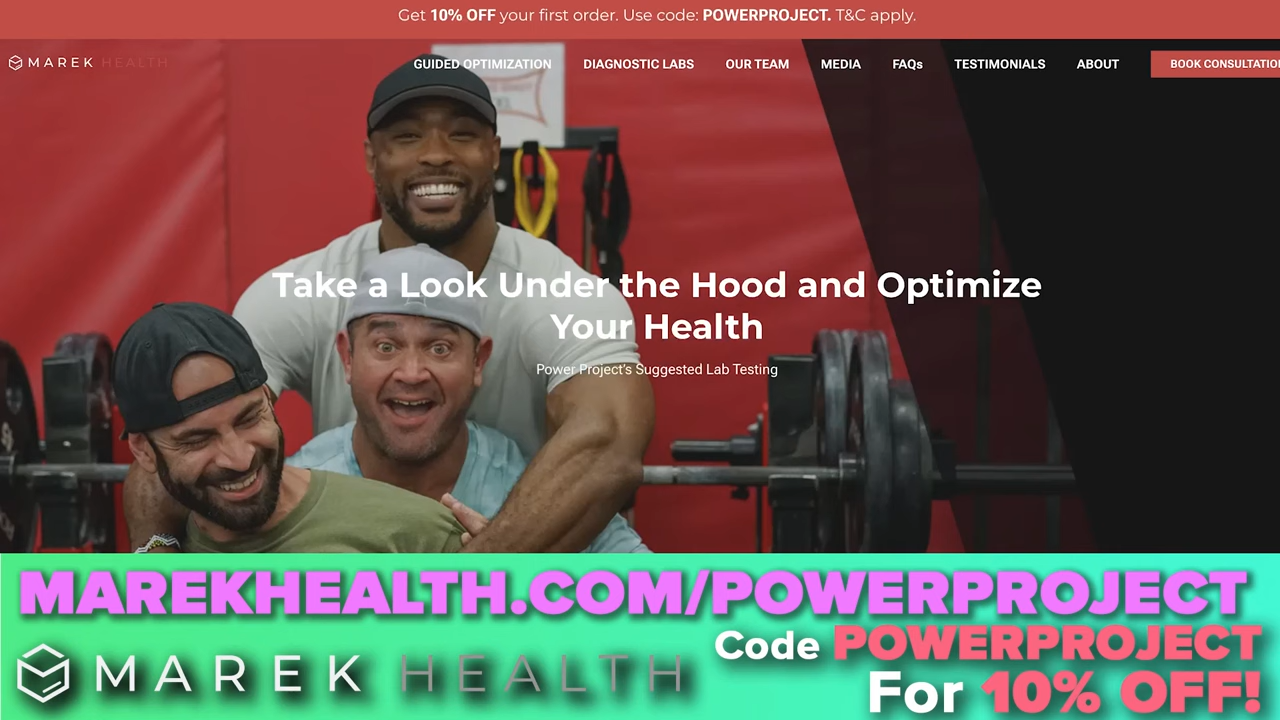 Get 10% OFF your first order. Use code: POWERPROJECT. T&C apply.
MAREK HEALTH
GUIDED OPTIMIZATION DIAGNOSTIC LABS OUR TEAM MEDIA FAQs TESTIMONIALS ABOUT BOOK CONSULTATION
Take a Look Under the Hood and Optimize
Your Health
Power Project's Suggested Lab Testing
MAREKHEALTH.COM/POWERPROJECT
MAREK HEALTH
Code POWERPROJECT
For 10% OFF!